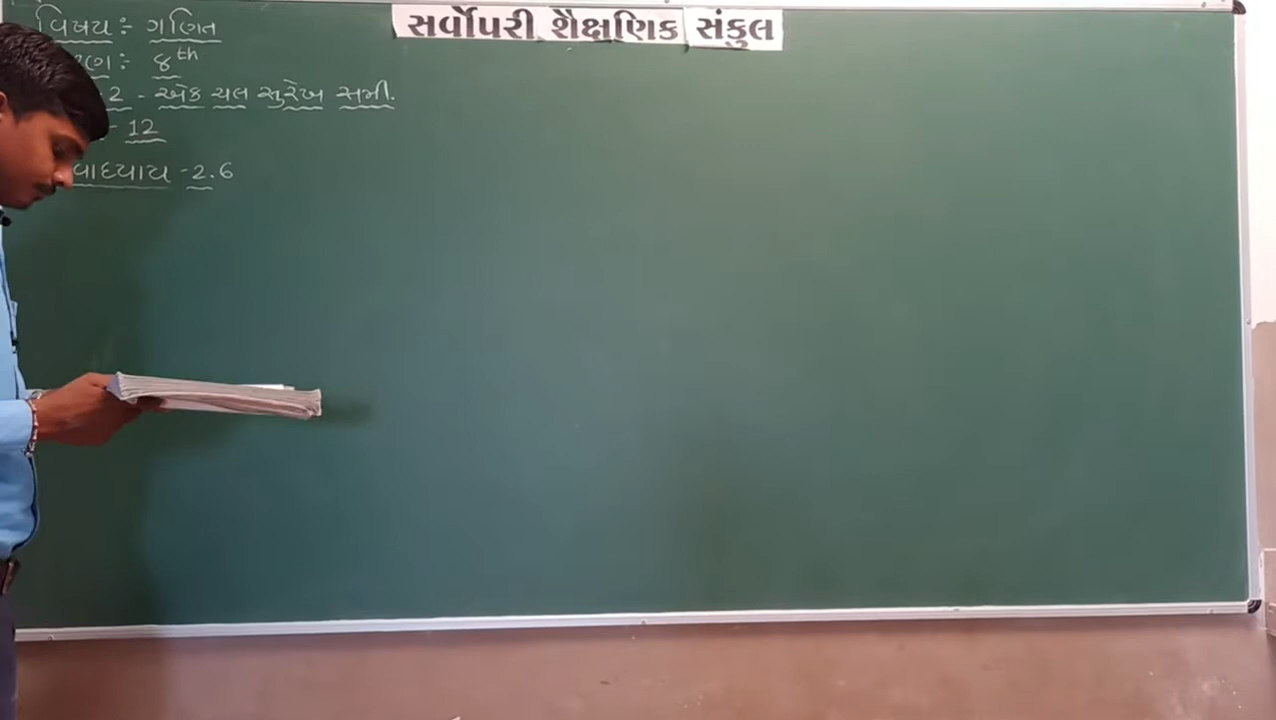 સર્વોપરી શૈક્ષણિક સંકુલ
વિષય : ગણિત
: 8th
2 - એક ચલ સુરેખ સમી.
- 12
વાધ્યાય - 2.6